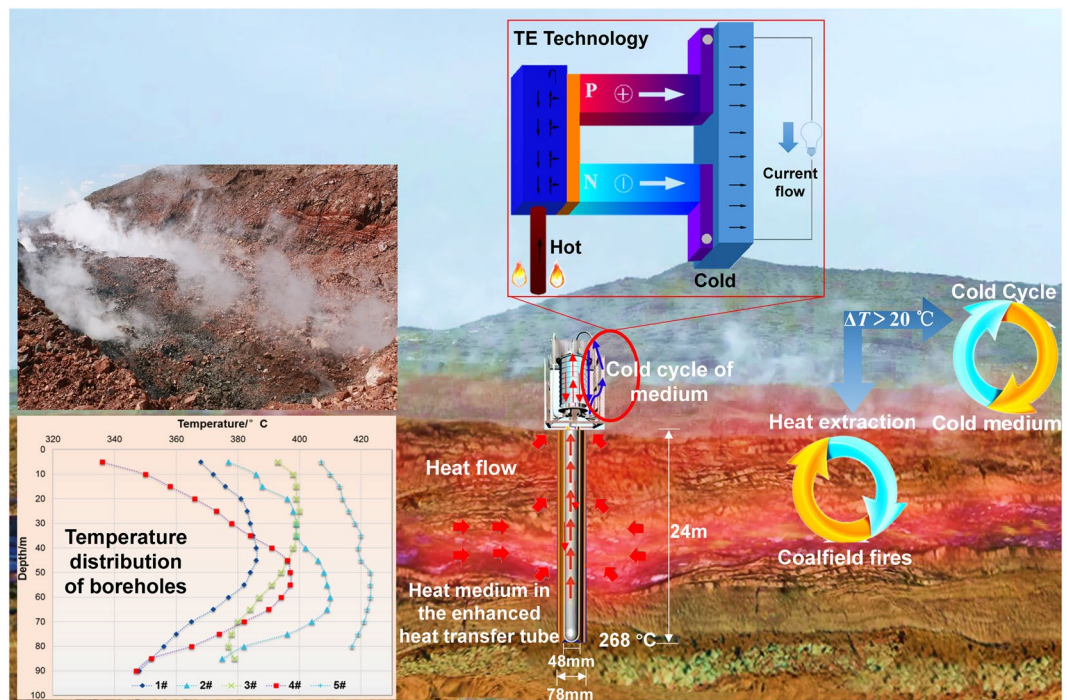 TE Technology
P
N
Hot
Cold
Current
flow
Cold Cycle
ΔT > 20 ℃
Cold medium
Heat extraction
Coalfield fires
Cold cycle of
medium
Heat flow
24m
Heat medium in
the enhanced
heat transfer tube
268 °C
48mm
78mm
Temperature/° C
320 340 360 380 400 420
Depth/m
0
10
20
30
40
50
60
70
80
90
100
Temperature
distribution
of boreholes
1# 2# 3# 4# 5#